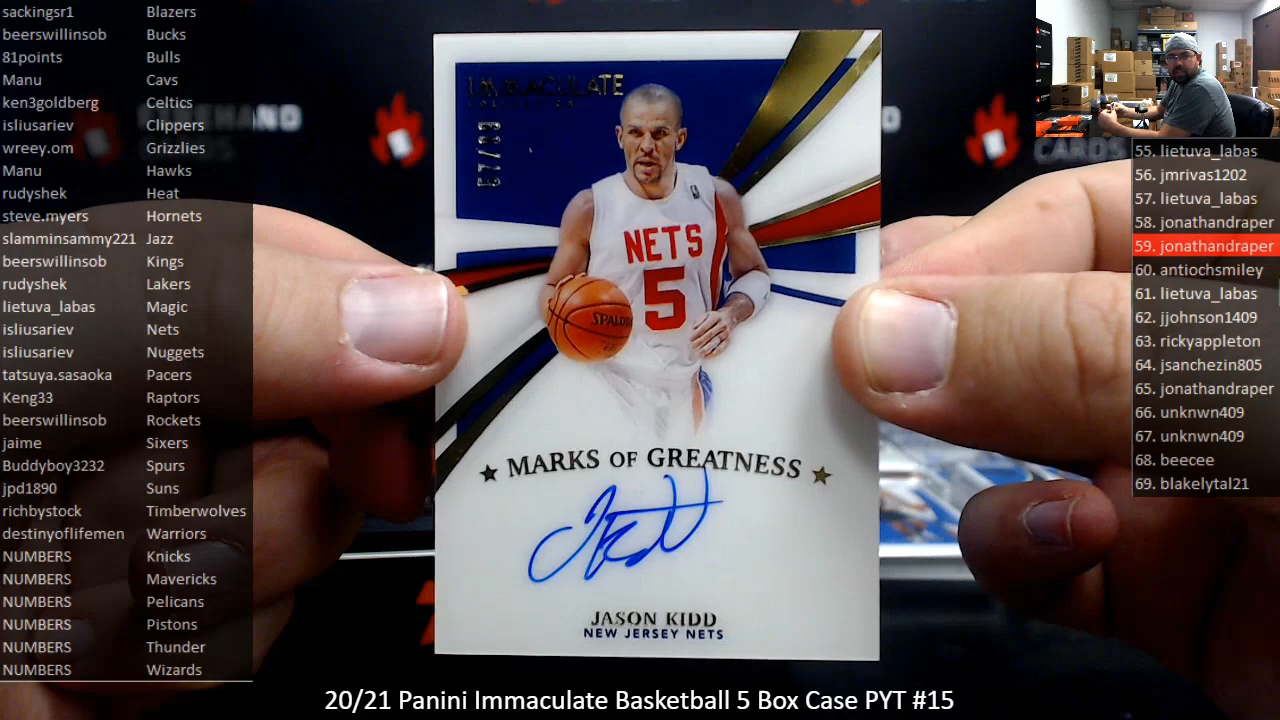 sackingsr1 Blazers
beerswillinsob Bucks
81points Bulls
Manu Cavs
ken3goldberg Celtics
isliusariev Clippers
wreey.om Grizzlies
Manu Hawks
rudyshek Heat
steve.myers Hornets
slamminsammy221 Jazz
beerswillinsob Kings
rudyshek Lakers
lietuva_labas Magic
isliusariev Nets
isliusariev Nuggets
tatsuya.sasaoka Pacers
Keng33 Raptors
beerswillinsob Rockets
jaime Sixers
Buddyboy3232 Spurs
jpd1890 Suns
richbystock Timberwolves
destinyoflifemen Warriors
NUMBERS Knicks
NUMBERS Mavericks
NUMBERS Pelicans
NUMBERS Pistons
NUMBERS Thunder
NUMBERS Wizards
IMMACULATE
COLLECTION
NETS
5
SPALDI
MARKS OF GREATNESS
JASON KIDD
NEW JERSEY NETS
CARDS
55. lietuva_labas
56. jmrivas1202
57. lietuva_labas
58. jonathandraper
59. jonathandraper
60. antiochsmiley
61. lietuva_labas
62. jjohnson1409
63. rickyappleton
64. jsanchezin805
65. jonathandraper
66. unknwn409
67. unknwn409
68. beecee
69. blakelytal21
20/21 Panini Immaculate Basketball 5 Box Case PYT #15